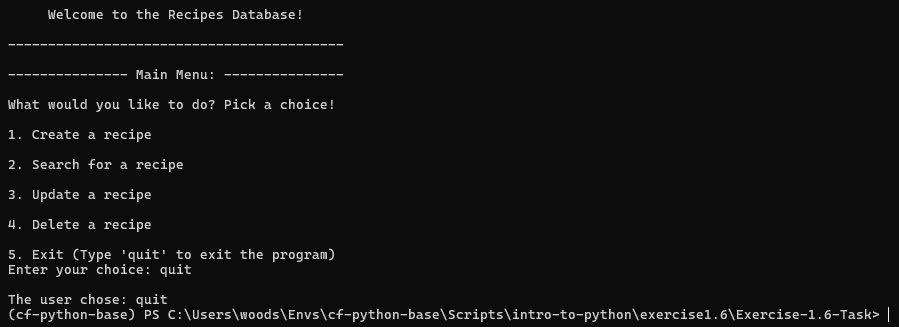 Welcome to the Recipes Database!
------------------------------------------
--------------- Main Menu: ---------------
What would you like to do? Pick a choice!
1. Create a recipe
2. Search for a recipe
3. Update a recipe
4. Delete a recipe
5. Exit (Type 'quit' to exit the program)
Enter your choice: quit
The user chose: quit
(cf-python-base) PS C:\Users\woods\Envs\cf-python-base\Scripts\intro-to-python\exercise1.6\Exercise-1.6-Task>